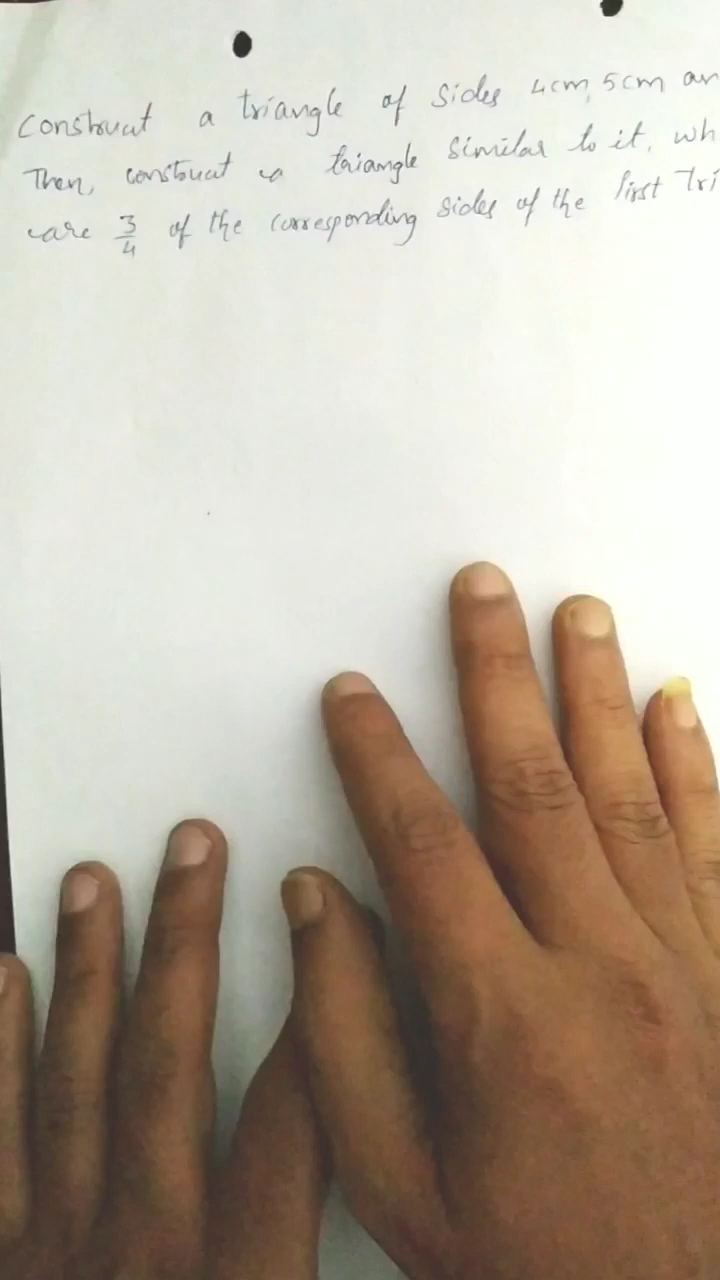 Construct a triangle of sides 4cm, 5cm an
Then, construct a triangle similar to it, wh
are 3/4 of the corresponding sides of the first Tri